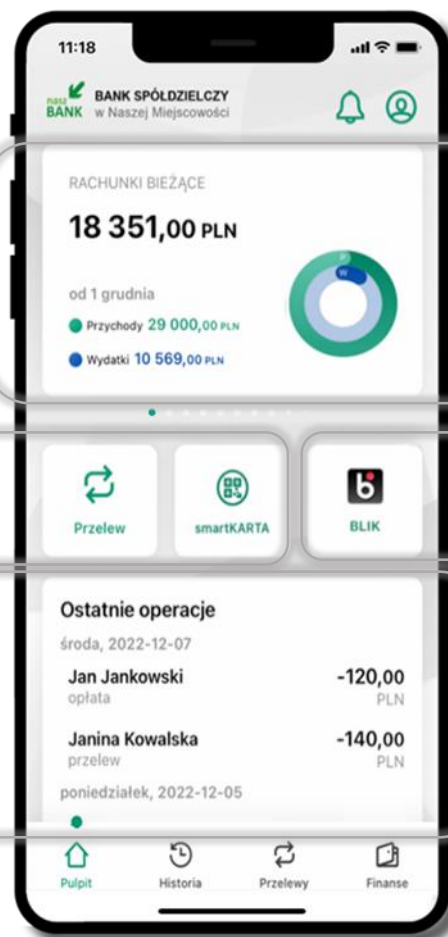 11:18
nasz
BANK
BANK SPÓŁDZIELCZY
w Naszej Miejscowości
RACHUNKI BIEŻĄCE
18 351,00 PLN
od 1 grudnia
Przychody 29 000,00 PLN
Wydatki 10 569,00 PLN
P
W
Przelew
smartKARTA
BLIK
Ostatnie operacje
środa, 2022-12-07
Jan Jankowski -120,00
opłata PLN
Janina Kowalska -140,00
przelew PLN
poniedziałek, 2022-12-05
Pulpit Historia Przelewy Finanse